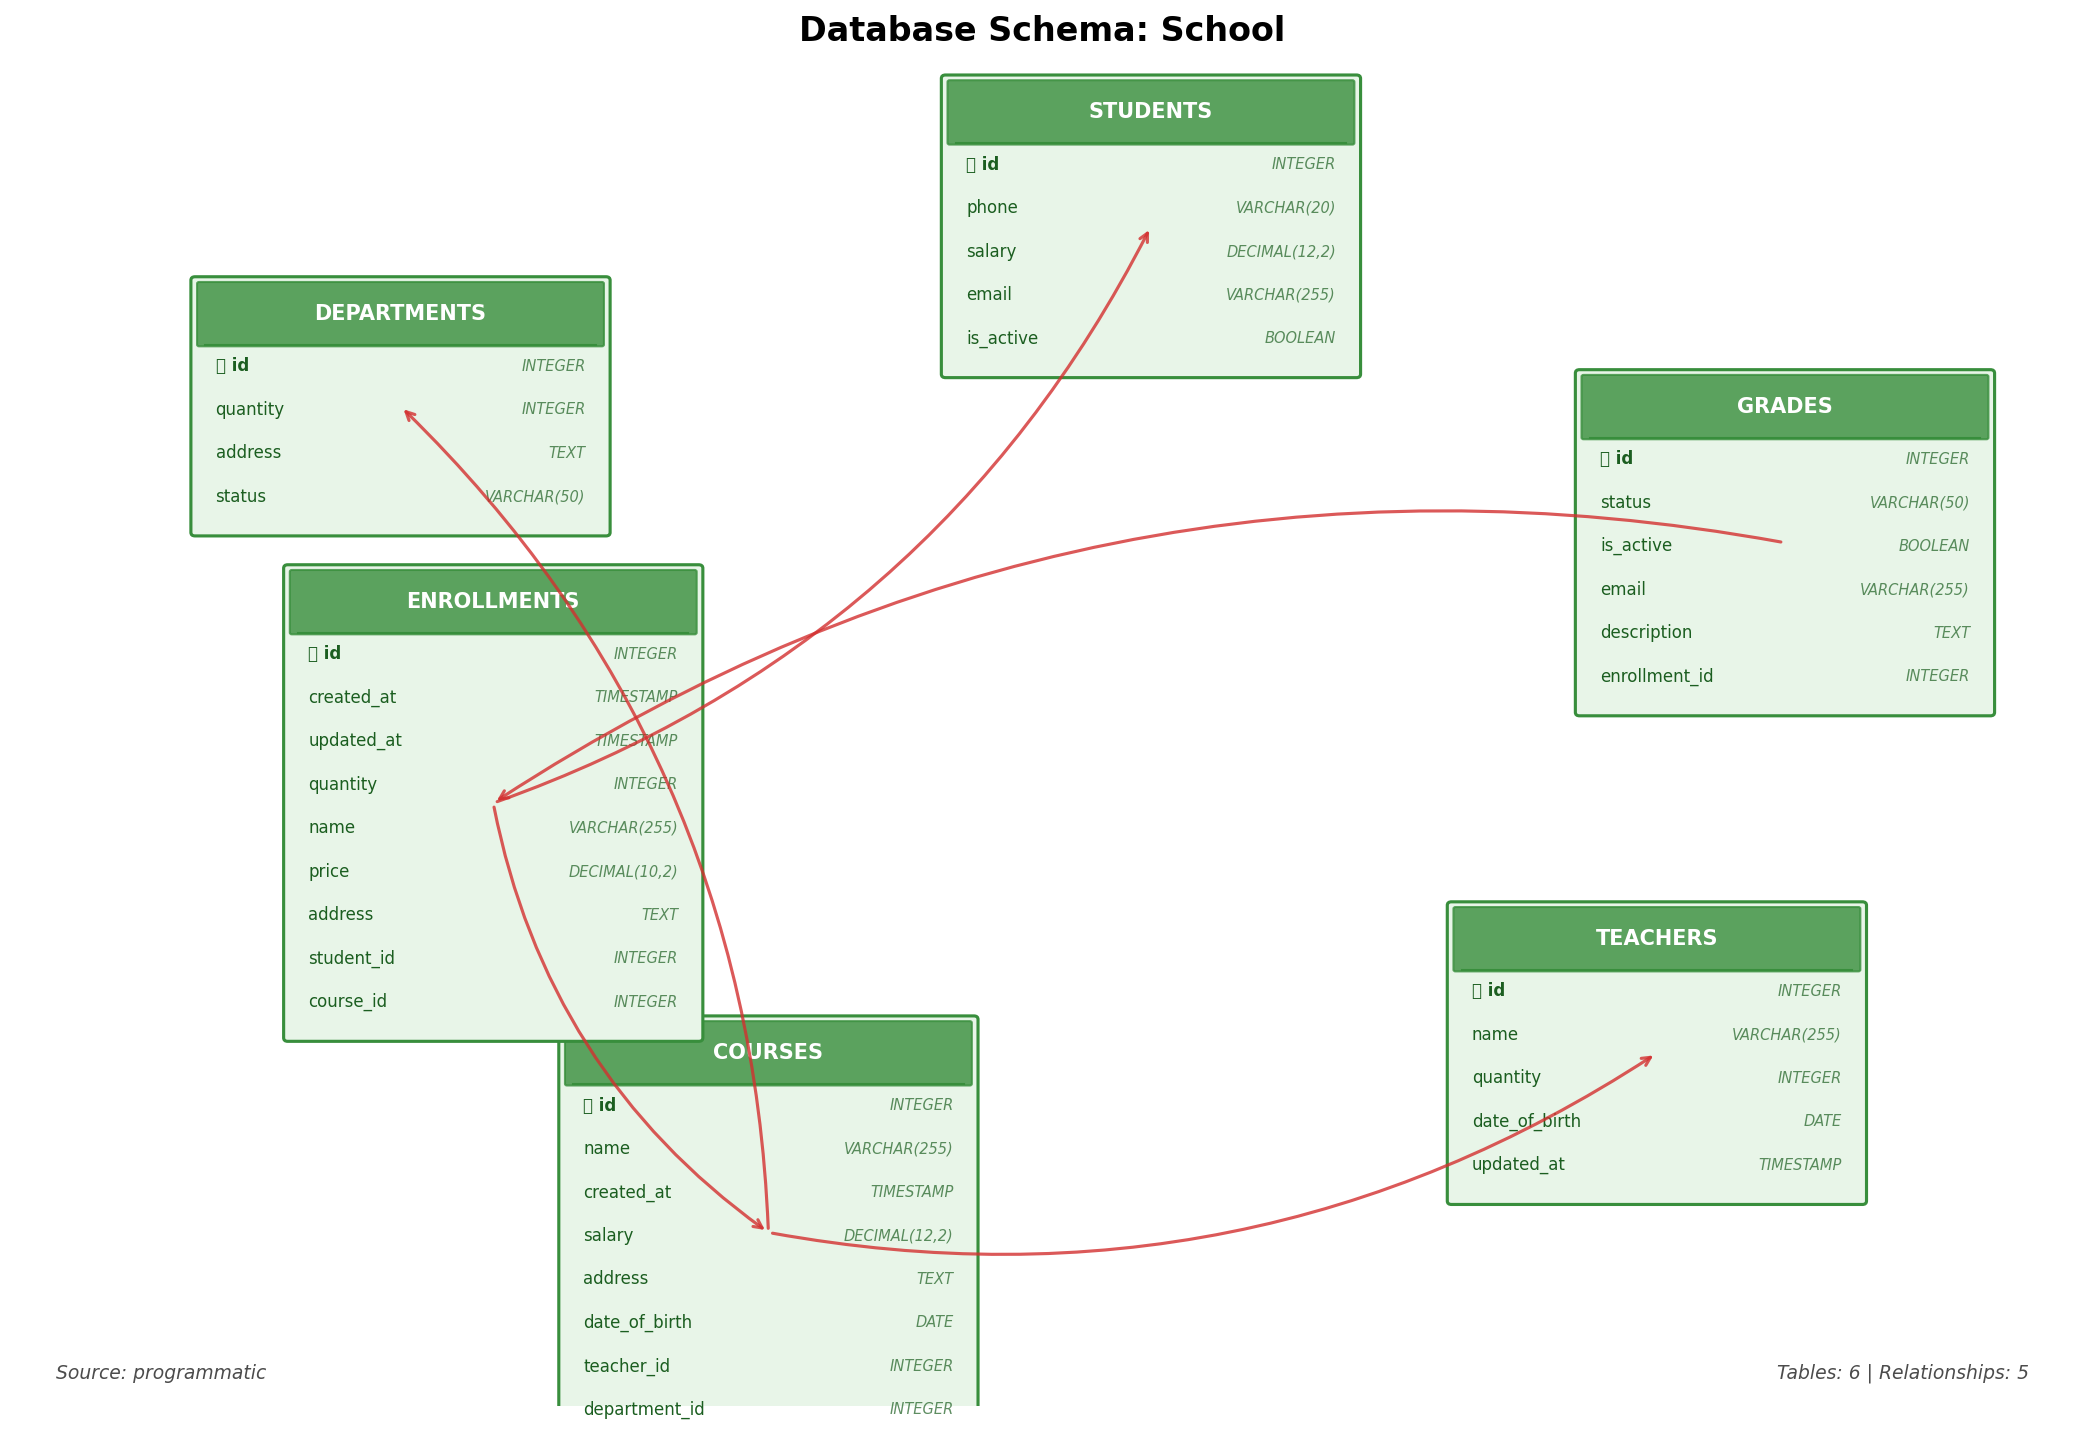 Database Schema: School
STUDENTS
id INTEGER
phone VARCHAR(20)
salary DECIMAL(12,2)
email VARCHAR(255)
is_active BOOLEAN
DEPARTMENTS
id INTEGER
quantity INTEGER
address TEXT
status VARCHAR(50)
GRADES
id INTEGER
status VARCHAR(50)
is_active BOOLEAN
email VARCHAR(255)
description TEXT
enrollment_id INTEGER
ENROLLMENTS
id INTEGER
created_at TIMESTAMP
updated_at TIMESTAMP
quantity INTEGER
name VARCHAR(255)
price DECIMAL(10,2)
address TEXT
student_id INTEGER
course_id INTEGER
TEACHERS
id INTEGER
name VARCHAR(255)
quantity INTEGER
date_of_birth DATE
updated_at TIMESTAMP
COURSES
id INTEGER
name VARCHAR(255)
created_at TIMESTAMP
salary DECIMAL(12,2)
address TEXT
date_of_birth DATE
teacher_id INTEGER
department_id INTEGER
Source: programmatic
Tables: 6 | Relationships: 5